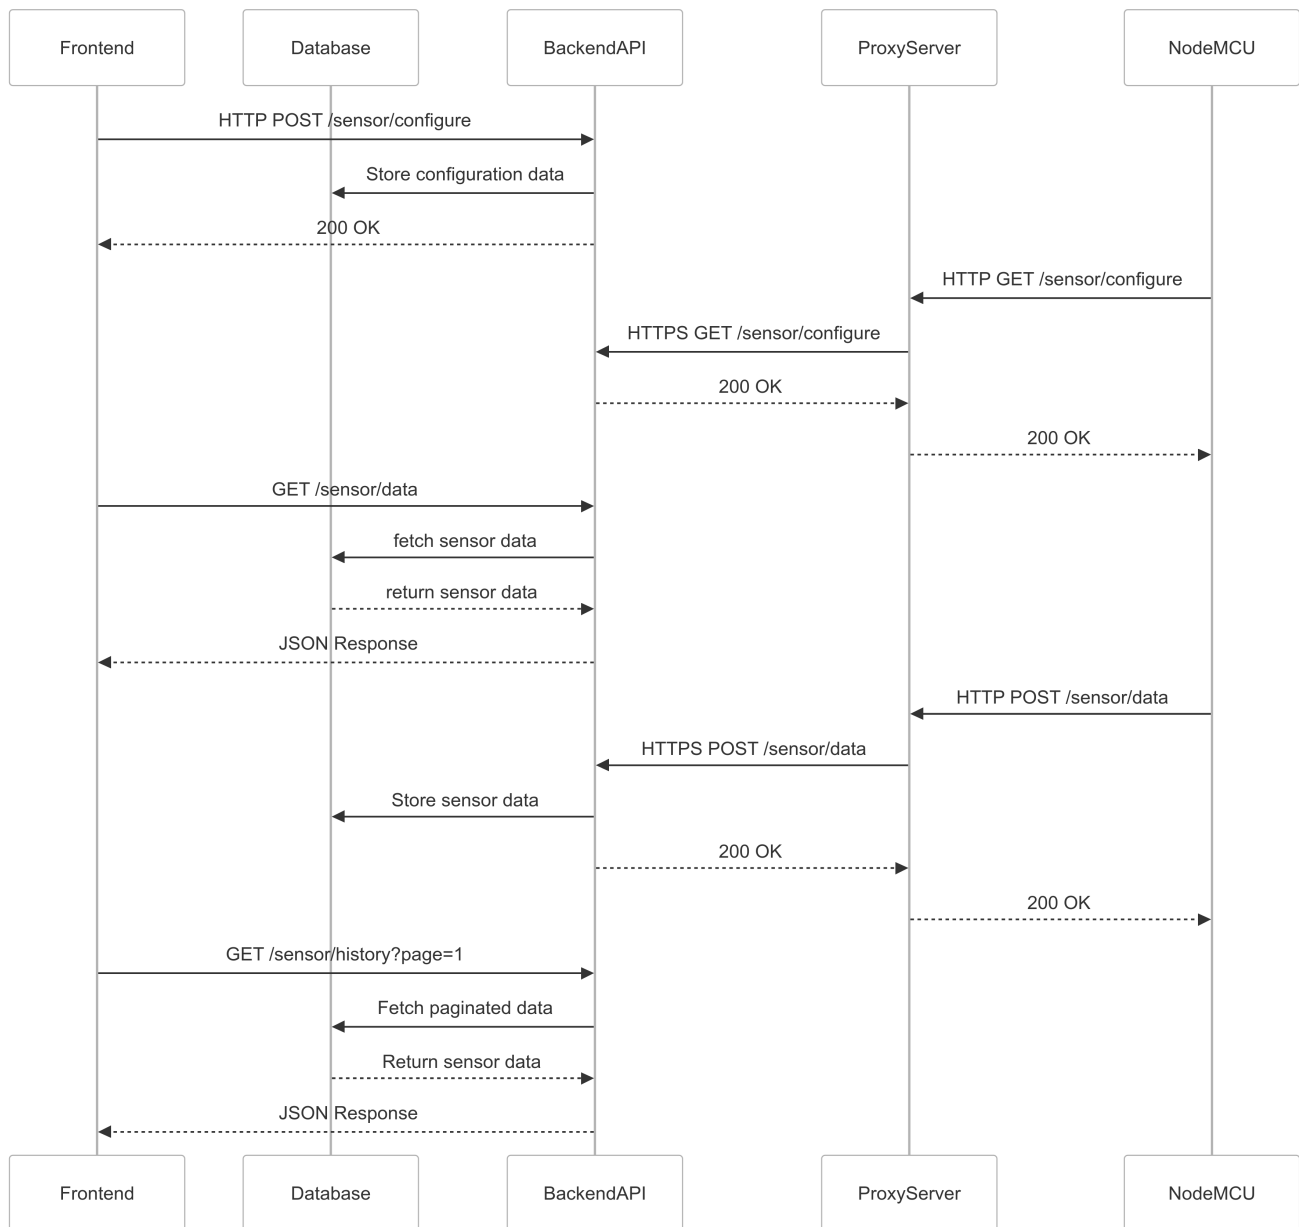 Frontend
Database
BackendAPI
ProxyServer
NodeMCU
HTTP POST /sensor/configure
Store configuration data
200 OK
HTTP GET /sensor/configure
HTTPS GET /sensor/configure
200 OK
200 OK
GET /sensor/data
fetch sensor data
return sensor data
JSON Response
HTTP POST /sensor/data
HTTPS POST /sensor/data
Store sensor data
200 OK
200 OK
GET /sensor/history?page=1
Fetch paginated data
Return sensor data
JSON Response
Frontend
Database
BackendAPI
ProxyServer
NodeMCU